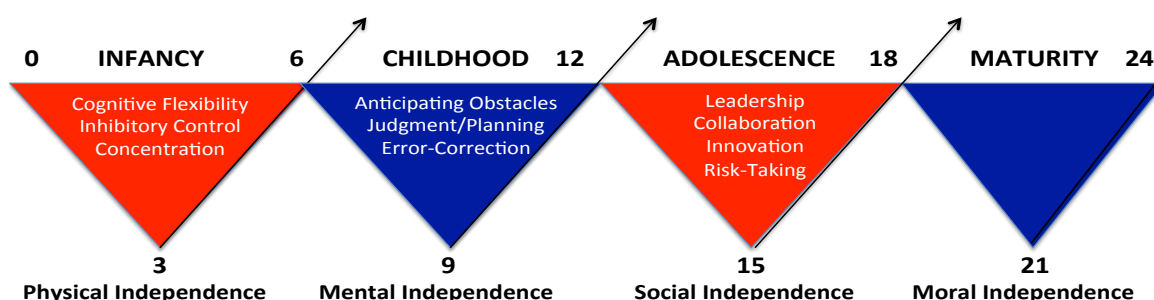 0 INFANCY 6 CHILDHOOD 12 ADOLESCENCE 18 MATURITY 24
Cognitive Flexibility
Inhibitory Control
Concentration
Anticipating Obstacles
Judgment/Planning
Error-Correction
Leadership
Collaboration
Innovation
Risk-Taking
3
Physical Independence
9
Mental Independence
15
Social Independence
21
Moral Independence